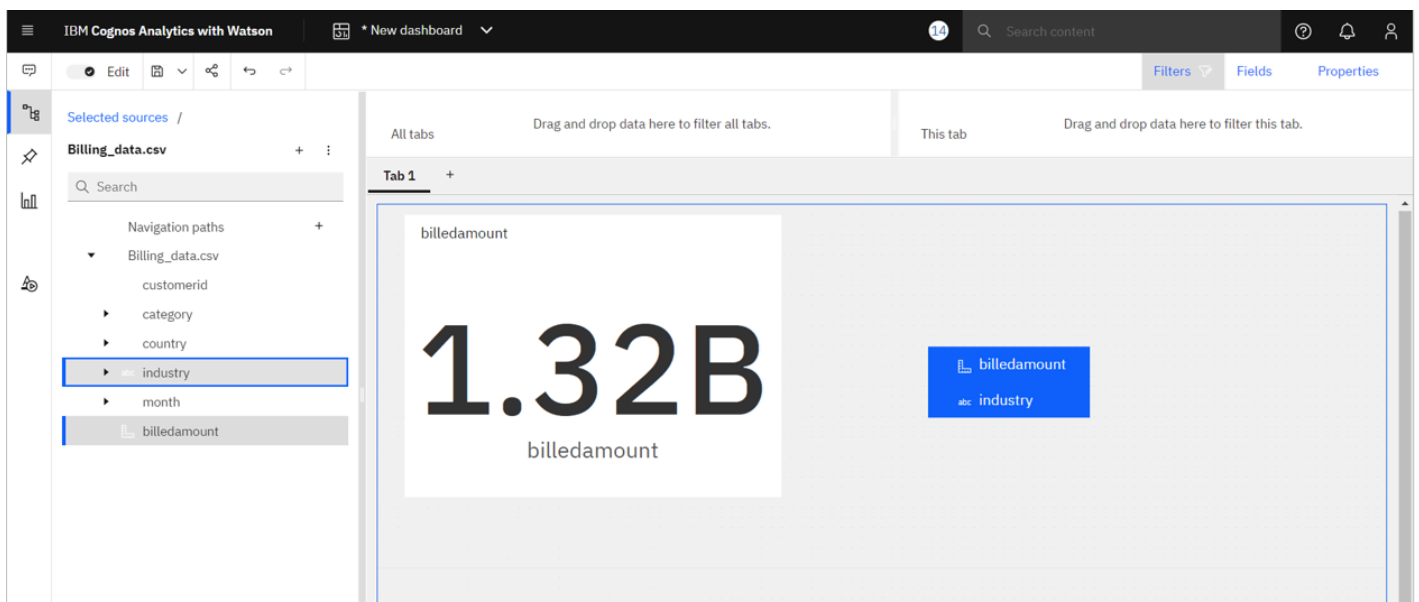 IBM Cognos Analytics with Watson
* New dashboard
14
Search content
Edit
Filters
Fields
Properties
Selected sources /
Billing_data.csv
+
Search
Navigation paths +
Billing_data.csv
customerid
category
country
abc industry
month
billedamount
All tabs
Drag and drop data here to filter all tabs.
This tab
Drag and drop data here to filter this tab.
Tab 1 +
billedamount
1.32B
billedamount
billedamount
abc industry